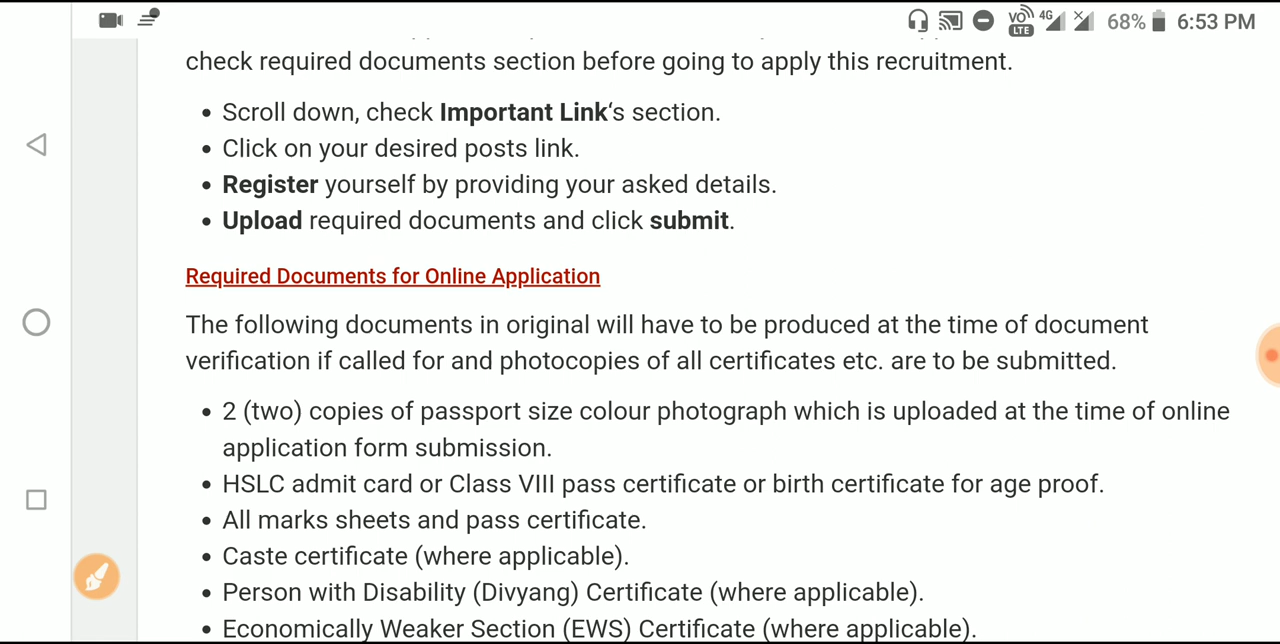 VO LTE 4G 68% 6:53 PM
check required documents section before going to apply this recruitment.
• Scroll down, check Important Link‘s section.
• Click on your desired posts link.
• Register yourself by providing your asked details.
• Upload required documents and click submit.
Required Documents for Online Application
The following documents in original will have to be produced at the time of document
verification if called for and photocopies of all certificates etc. are to be submitted.
• 2 (two) copies of passport size colour photograph which is uploaded at the time of online
application form submission.
• HSLC admit card or Class VIII pass certificate or birth certificate for age proof.
• All marks sheets and pass certificate.
• Caste certificate (where applicable).
• Person with Disability (Divyang) Certificate (where applicable).
• Economically Weaker Section (EWS) Certificate (where applicable).